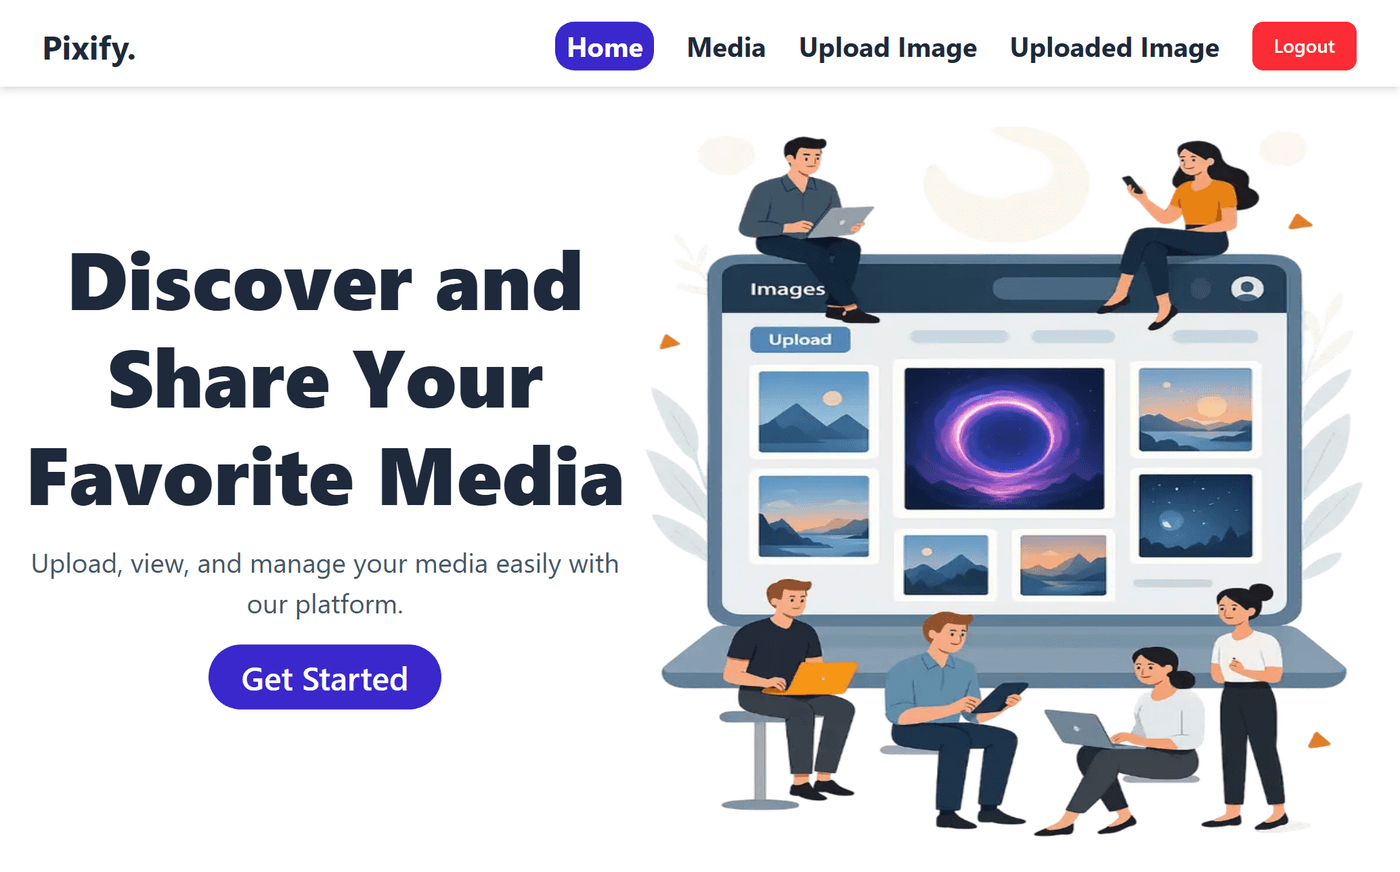 Pixify.
Home Media Upload Image Uploaded Image Logout
Discover and
Share Your
Favorite Media
Upload, view, and manage your media easily with
our platform.
Get Started
Images
Upload